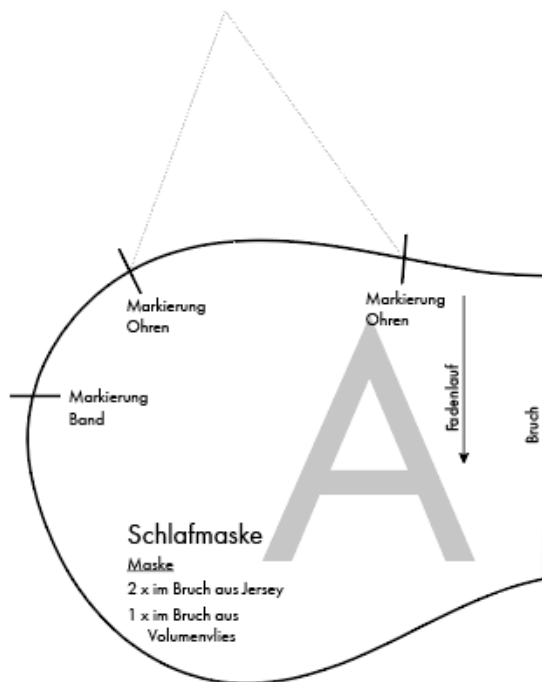 Markierung
Ohren
Markierung
Ohren
Markierung
Band
Fadenlauf
Bruch
A
Schlafmaske
Maske
2 x im Bruch aus Jersey
1 x im Bruch aus
Volumenvlies